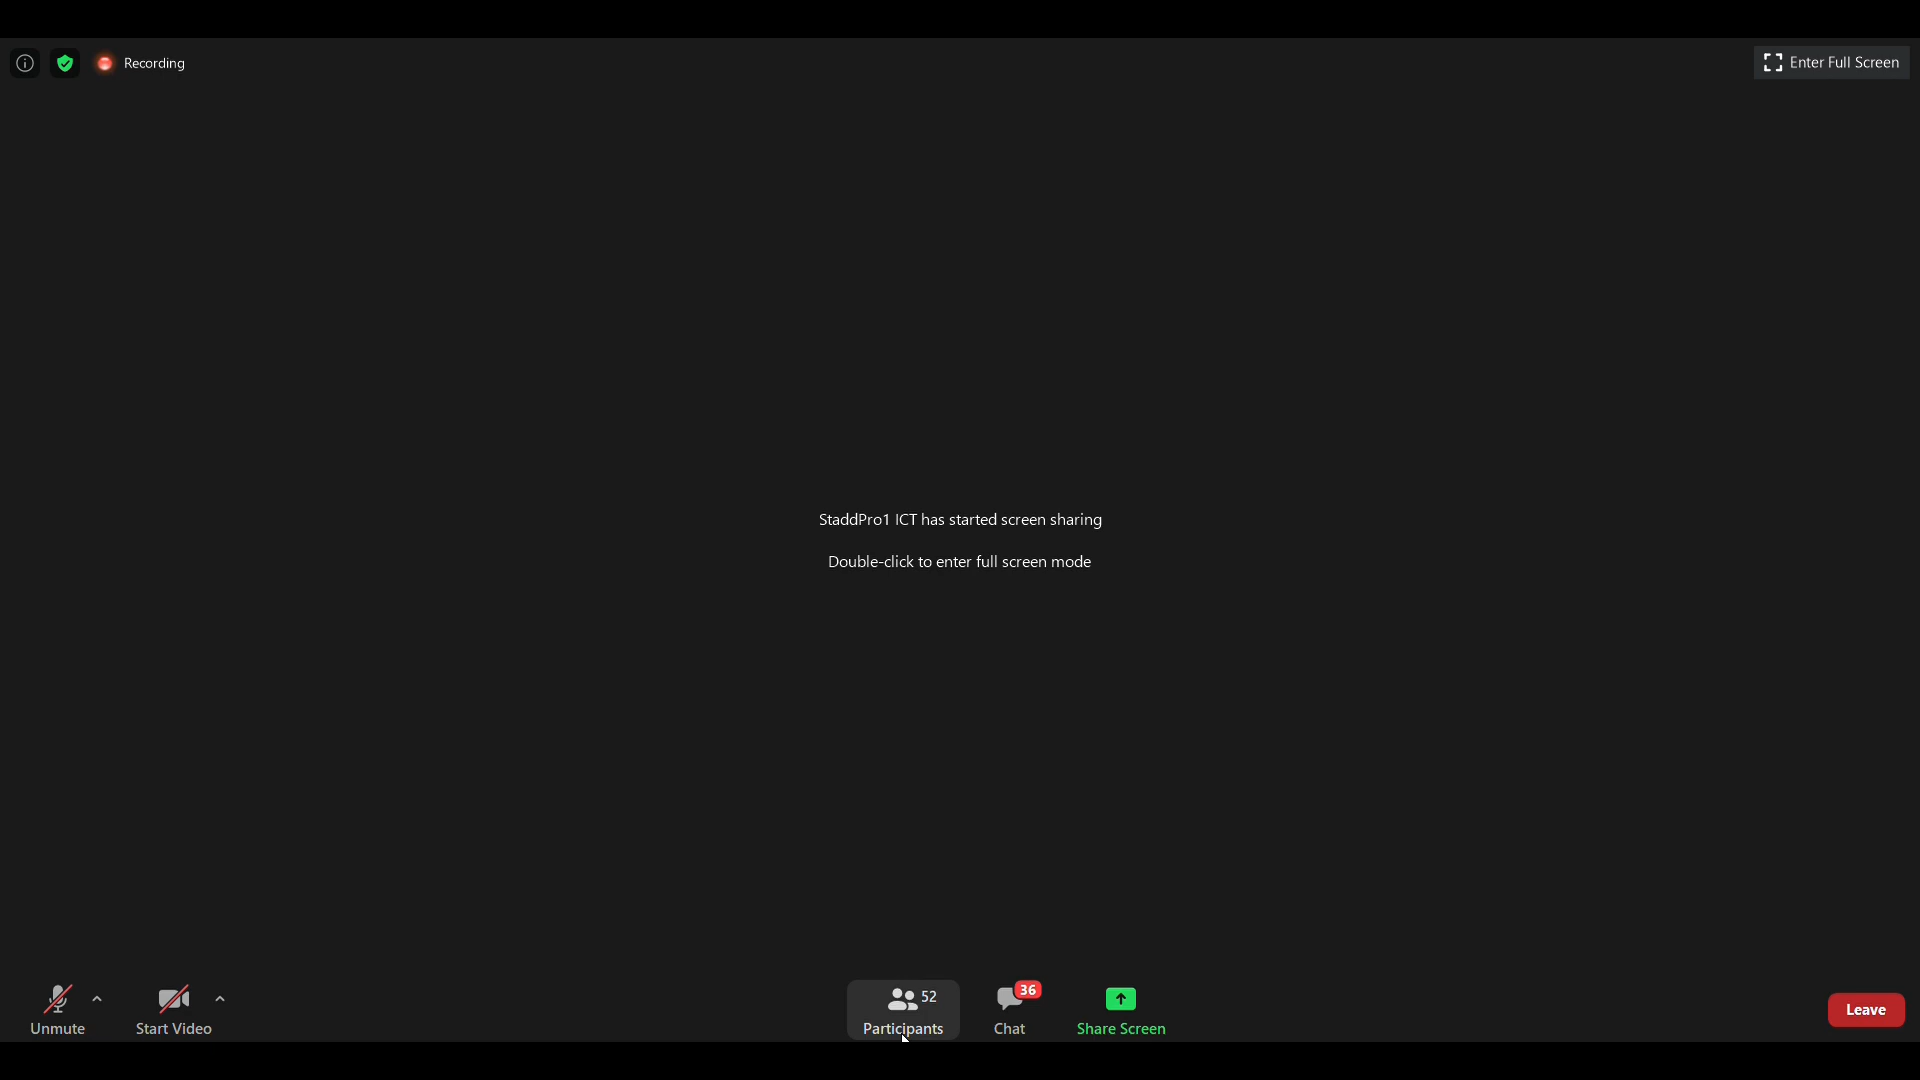 Recording
Enter Full Screen
StaddPro1 ICT has started screen sharing
Double-click to enter full screen mode
52
36
Unmute
Start Video
Participants
Chat
Share Screen
Leave